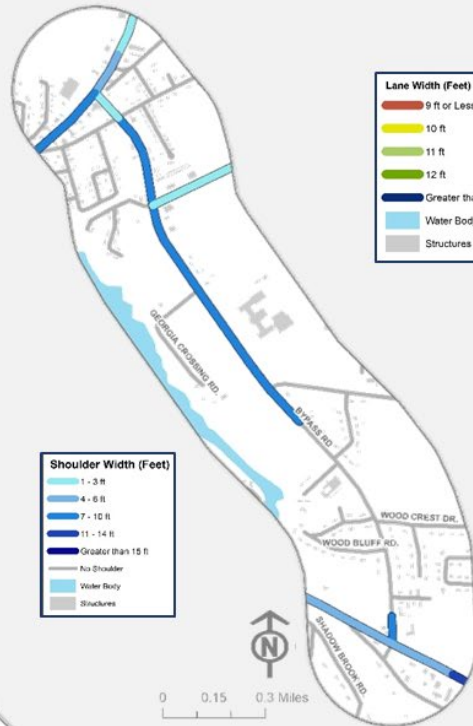 Lane Width (Feet)
9 ft or Less
10 ft
11 ft
12 ft
Greater
Water
Structures
GEORGIA CROSSING RD.
BYPASS RD
Shoulder Width (Feet)
1 - 3 ft
4 - 6 ft
7 - 10 ft
11 - 14 ft
Greater than 15 ft
No Shoulder
Water Body
Structures
WOOD CREST DR.
WOOD BLUFF RD.
SHADOW BROOK RD.
N
0 0.15 0.3 Miles